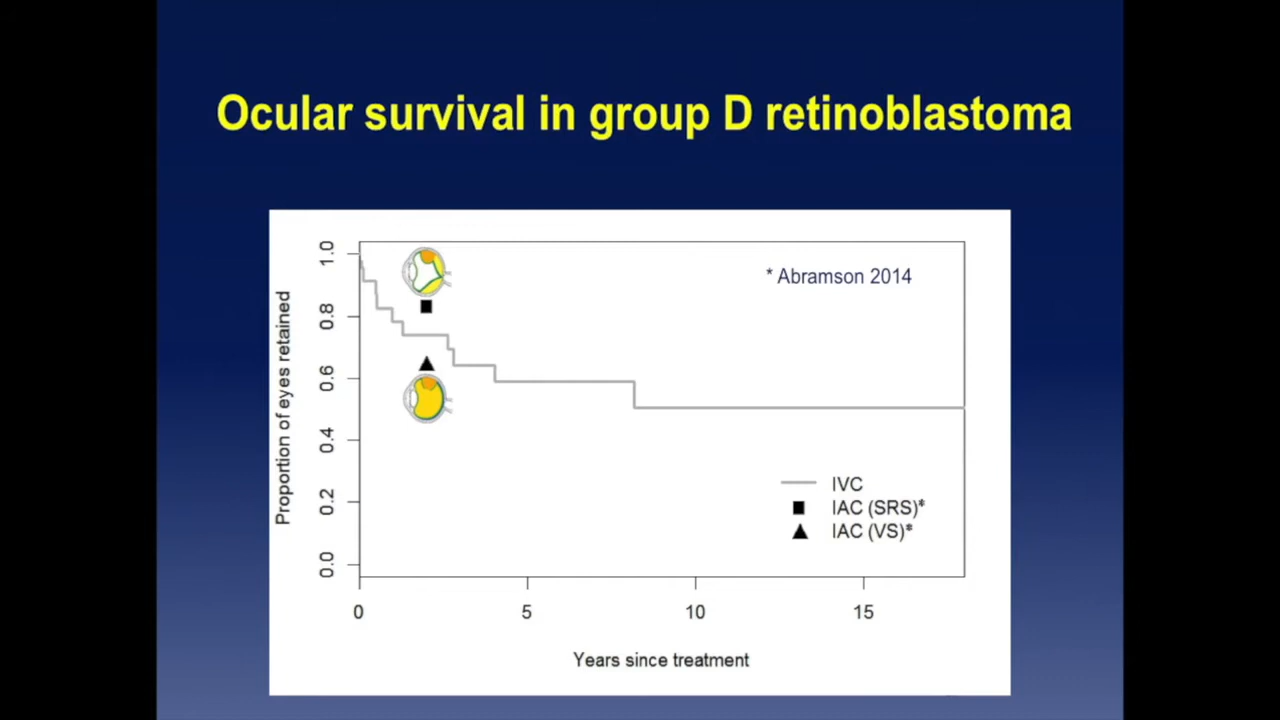 Ocular survival in group D retinoblastoma
* Abramson 2014
Proportion of eyes retained
1.0
0.8
0.6
0.4
0.2
0.0
IVC
IAC (SRS)*
IAC (VS)*
0 5 10 15
Years since treatment